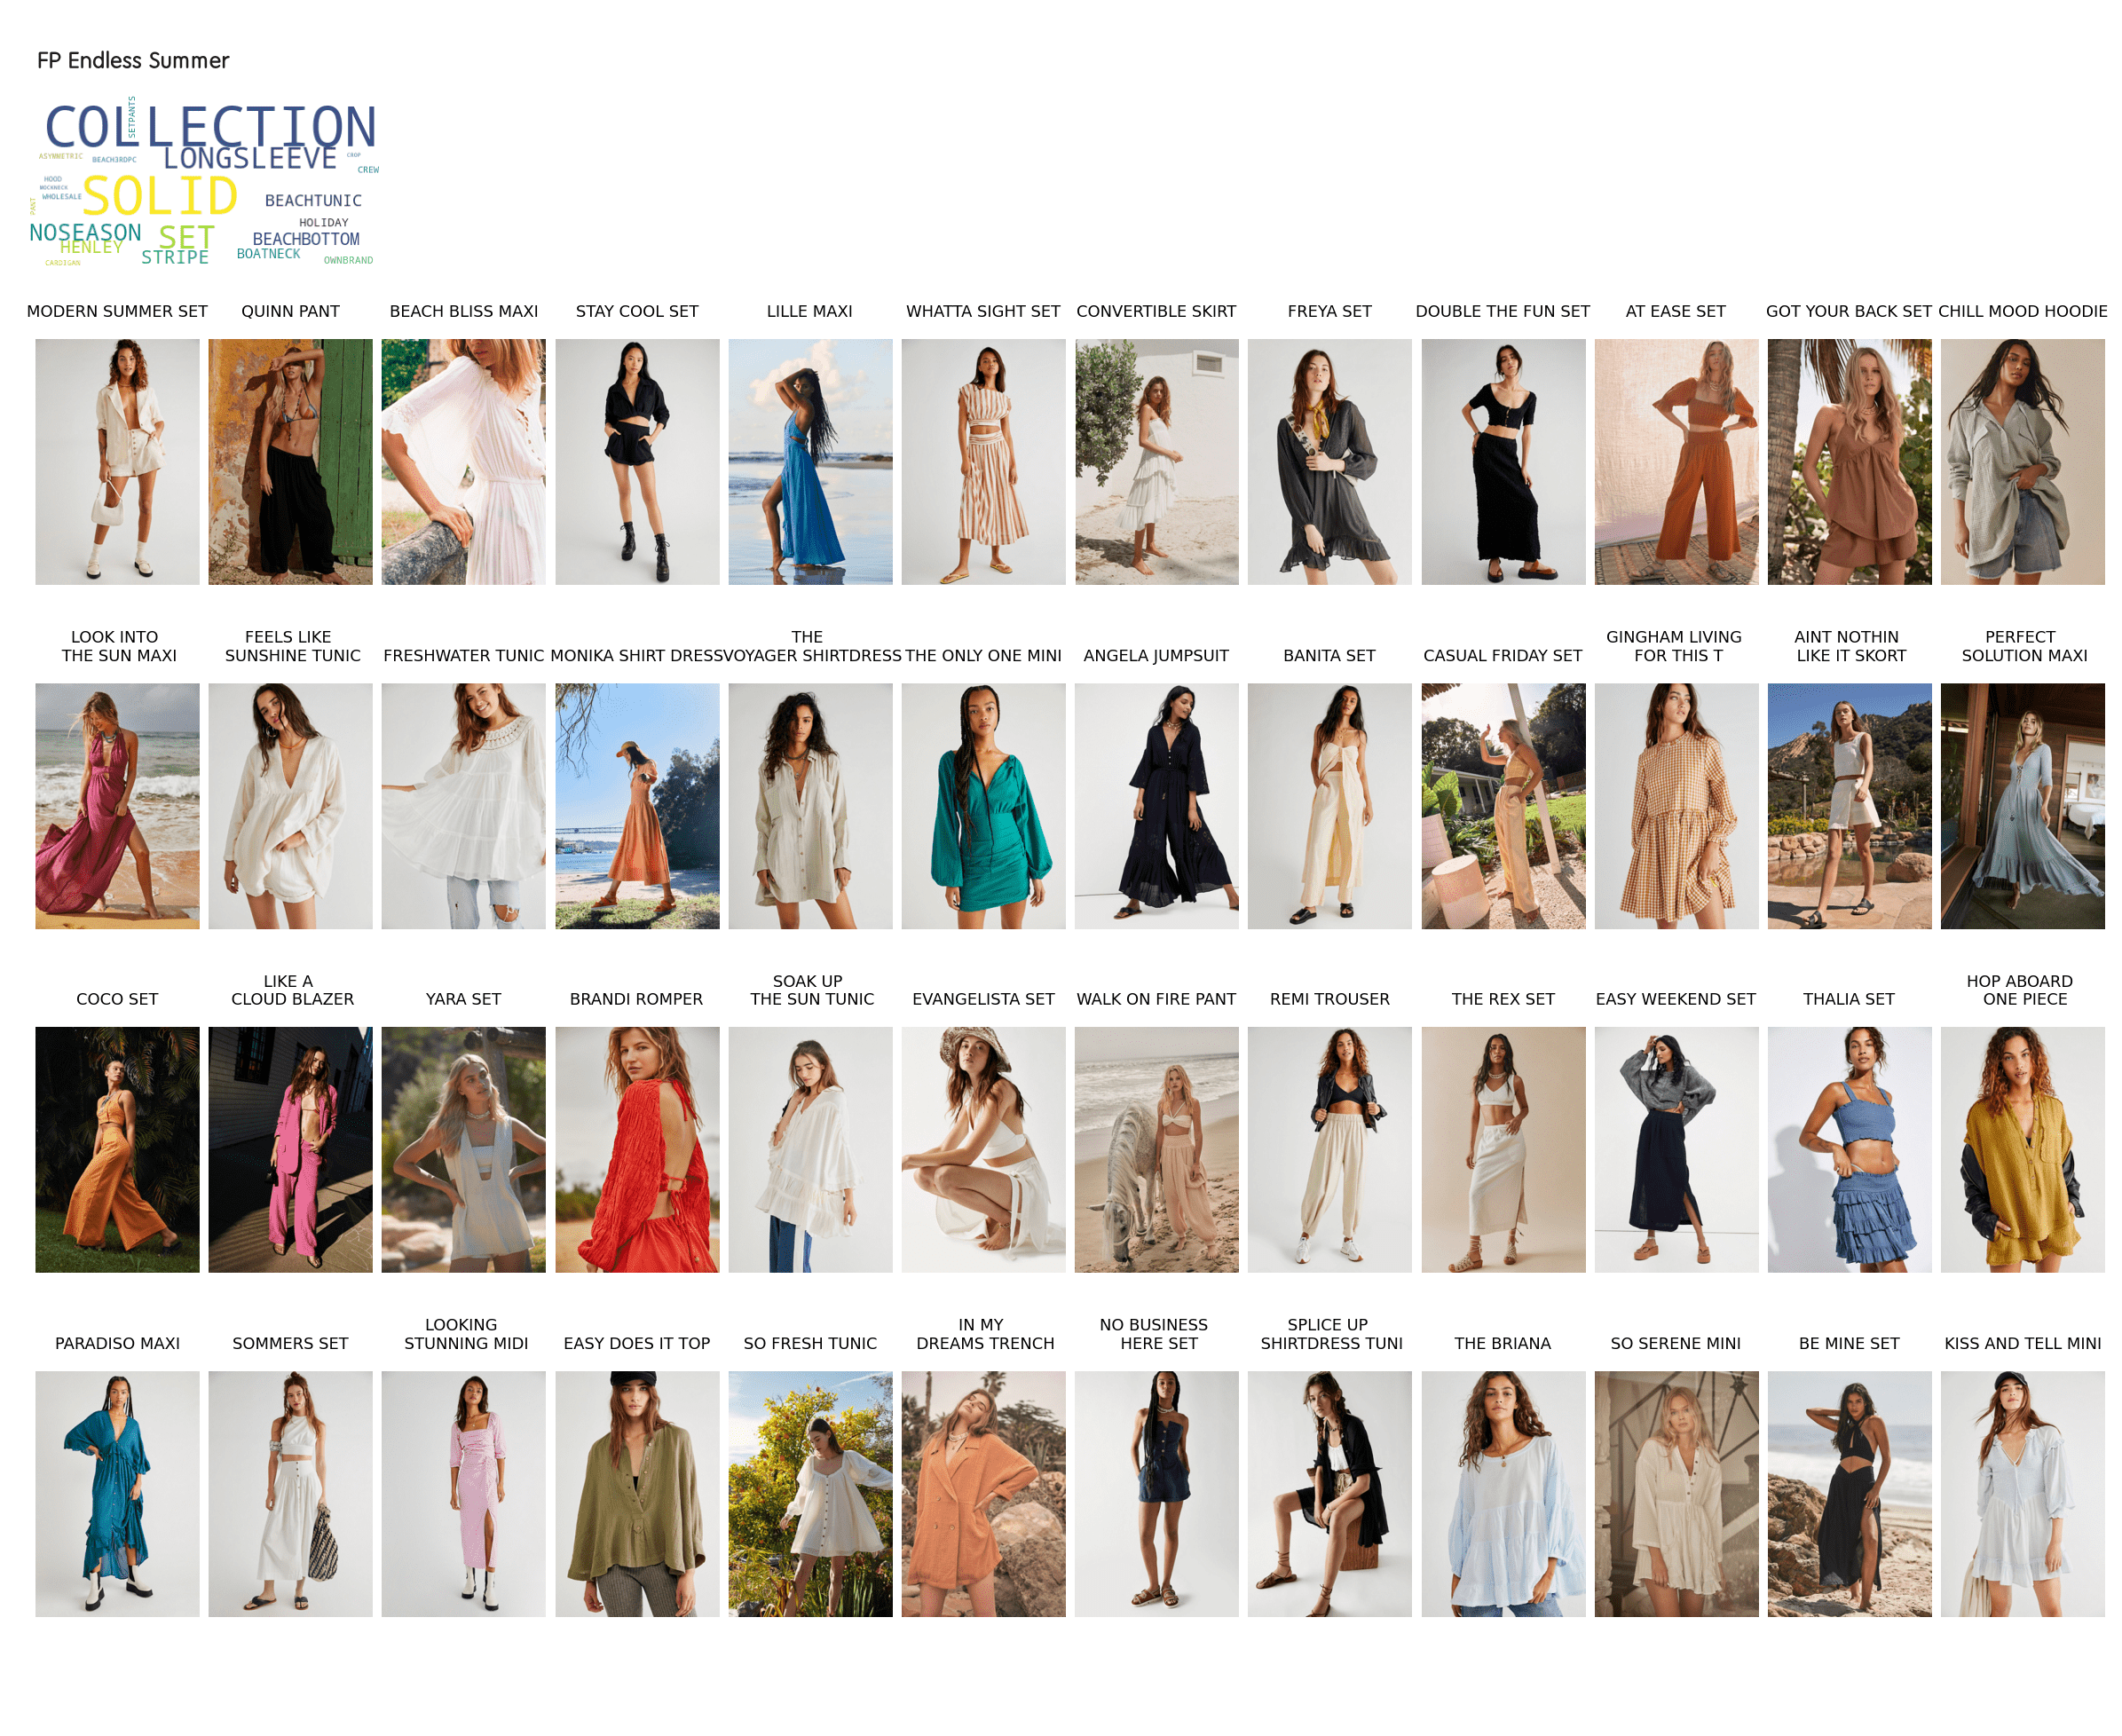 FP Endless Summer
SETPANTS
COLLECTION
LONGSLEEVE
ASYMMETRIC
BEACH3RDPC
CROP
CREW
HOOD
MOCKNECK
WHOLESALE
SOLID
BEACHTUNIC
PANT
HOLIDAY
NOSEASON
SET
BEACHBOTTOM
HENLEY
STRIPE
BOATNECK
CARDIGAN
OWNBRAND
MODERN SUMMER SET
QUINN PANT
BEACH BLISS MAXI
STAY COOL SET
LILLE MAXI
WHATTA SIGHT SET
CONVERTIBLE SKIRT
FREYA SET
DOUBLE THE FUN SET
AT EASE SET
GOT YOUR BACK SET
CHILL MOOD HOODIE
LOOK INTO
THE SUN MAXI
FEELS LIKE
SUNSHINE TUNIC
FRESHWATER TUNIC
MONIKA SHIRT DRESS
THE
VOYAGER SHIRTDRESS
THE ONLY ONE MINI
ANGELA JUMPSUIT
BANITA SET
CASUAL FRIDAY SET
GINGHAM LIVING
FOR THIS T
AINT NOTHIN
LIKE IT SKORT
PERFECT
SOLUTION MAXI
COCO SET
LIKE A
CLOUD BLAZER
YARA SET
BRANDI ROMPER
SOAK UP
THE SUN TUNIC
EVANGELISTA SET
WALK ON FIRE PANT
REMI TROUSER
THE REX SET
EASY WEEKEND SET
THALIA SET
HOP ABOARD
ONE PIECE
PARADISO MAXI
SOMMERS SET
LOOKING
STUNNING MIDI
EASY DOES IT TOP
SO FRESH TUNIC
IN MY
DREAMS TRENCH
NO BUSINESS
HERE SET
SPLICE UP
SHIRTDRESS TUNI
THE BRIANA
SO SERENE MINI
BE MINE SET
KISS AND TELL MINI